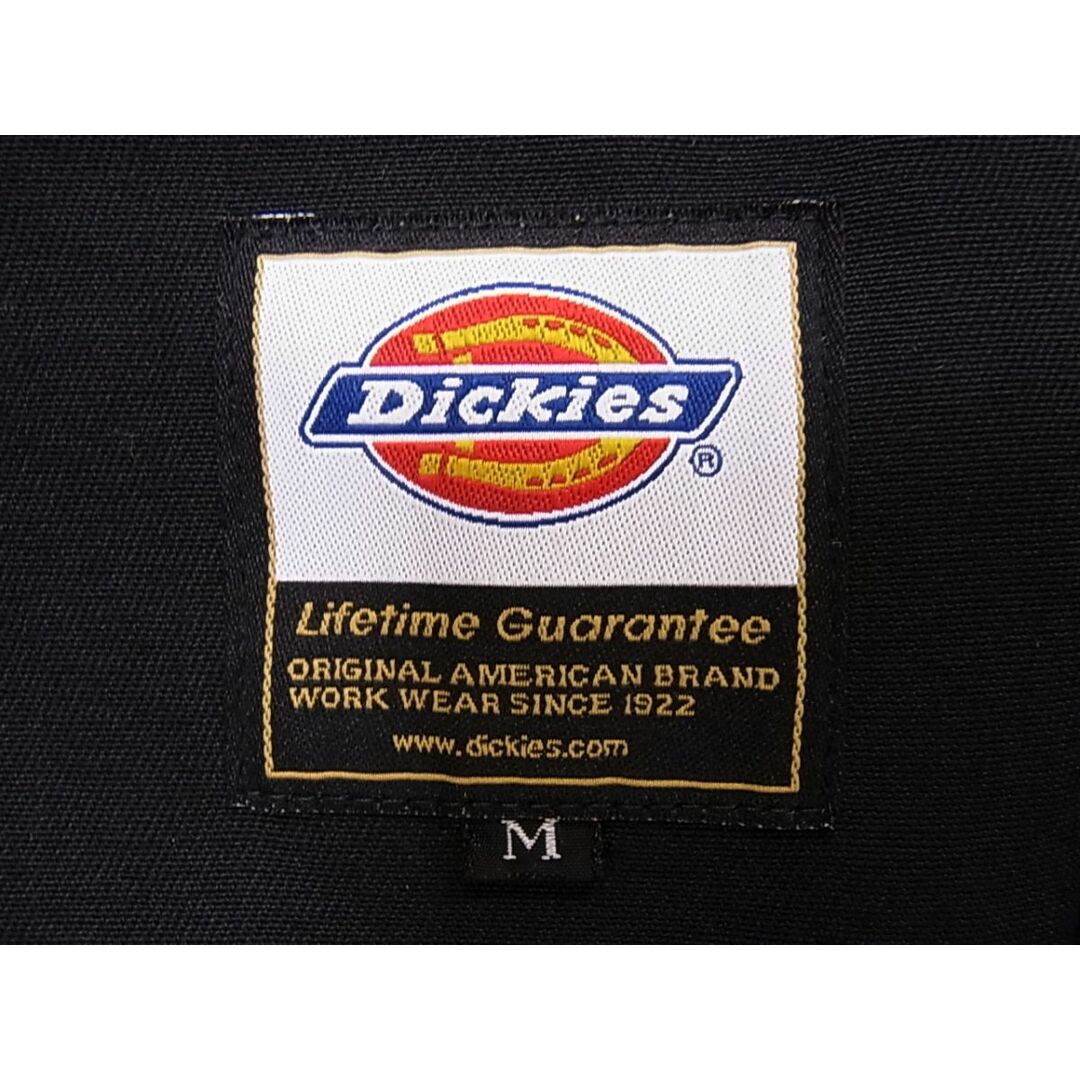 Dickies
®
Lifetime Guarantee
ORIGINAL AMERICAN BRAND
WORK WEAR SINCE 1922
www.dickies.com
M